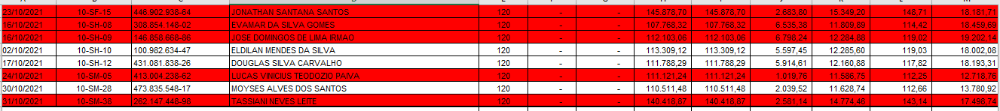 23/10/2021 10-SF-15 446.902.938-64 JONATHAN SANTANA SANTOS 120 - - 145.878,70 145.878,70 2.683,80 15.349,20 148,71 18.181,71
16/10/2021 10-SH-08 308.854.148-02 EVAMAR DA SILVA GOMES 120 - - 107.768,32 107.768,32 6.535,38 11.809,89 114,42 18.459,69
16/10/2021 10-SH-09 146.858.668-86 JOSE DOMINGOS DE LIMA IRMAO 120 - - 112.103,06 112.103,06 6.798,24 12.284,88 119,02 19.202,14
02/10/2021 10-SH-10 100.982.634-47 ELDILAN MENDES DA SILVA 120 - - 113.309,12 113.309,12 5.597,45 12.285,60 119,03 18.002,08
17/10/2021 10-SH-12 431.081.838-26 DOUGLAS SILVA CARVALHO 120 - - 111.788,29 111.788,29 5.914,61 12.160,88 117,82 18.193,31
24/10/2021 10-SM-05 413.004.238-62 LUCAS VINICIUS TEODOZIO PAIVA 120 - - 111.121,24 111.121,24 1.019,76 11.586,75 112,25 12.718,76
30/10/2021 10-SM-28 473.835.548-17 MOYSES ALVES DOS SANTOS 120 - - 110.511,48 110.511,48 2.039,52 11.628,74 112,66 13.780,92
31/10/2021 10-SM-38 262.147.448-98 TASSIANI NEVES LEITE 120 - - 140.418,87 140.418,87 2.581,14 14.774,46 143,14 17.498,74